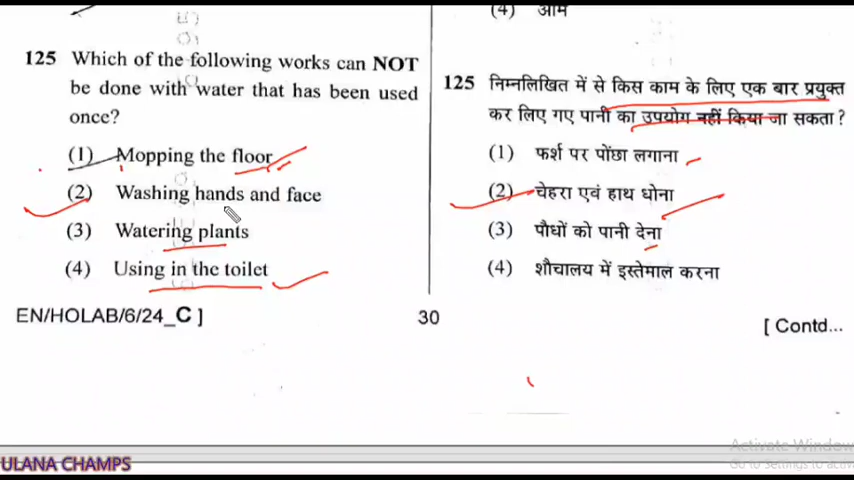 (4) आम
125 Which of the following works can NOT
be done with water that has been used
once?
(1) Mopping the floor
(2) Washing hands and face
(3) Watering plants
(4) Using in the toilet
125 निम्नलिखित में से किस काम के लिए एक बार प्रयुक्त
कर लिए गए पानी का उपयोग नहीं किया जा सकता?
(1) फर्श पर पोंछा लगाना
(2) चेहरा एवं हाथ धोना
(3) पौधों को पानी देना
(4) शौचालय में इस्तेमाल करना
EN/HOLAB/6/24_C ]
30
[ Contd...
Activate Window
Go to Settings to activ
ULANA CHAMPS